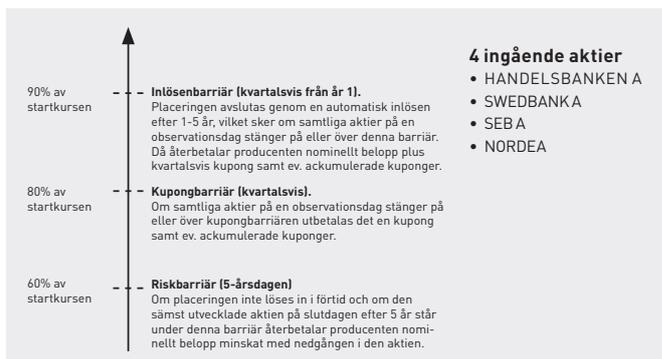 90% av
startkursen
Inlösenbarriär (kvartalsvis från år 1).
Placeringen avslutas genom en automatisk inlösen
efter 1-5 år, vilket sker om samtliga aktier på en
observationsdag stänger på eller över denna barriär.
Då återbetalar producenten nominellt belopp plus
kvartalsvis kupong samt ev. ackumulerade kuponger.
80% av
startkursen
Kupongbarriär (kvartalsvis).
Om samtliga aktier på en observationsdag stänger på
eller över kupongbarriären utbetalas det en kupong
samt ev. ackumulerade kuponger.
60% av
startkursen
Riskbarriär (5-årsdagen)
Om placeringen inte löses in i förtid och om den
sämst utvecklade aktien på slutdagen efter 5 år står
under denna barriär återbetalar producenten nomi-
nellt belopp minskat med nedgången i den aktien.
4 ingående aktier
• HANDELSBANKEN A
• SWEDBANK A
• SEB A
• NORDEA